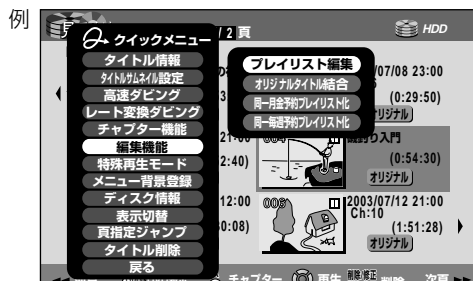 例
HDD
クイックメニュー
/ 2 頁
タイトル情報
タイトルサムネイル設定
高速ダビング
レート変換ダビング
チャプター機能
編集機能
特殊再生モード
メニュー背景登録
ディスク情報
表示切替
頁指定ジャンプ
タイトル削除
戻る
プレイリスト編集
オリジナルタイトル結合
同一月金予約プレイリスト化
同一毎週予約プレイリスト化
/07/08 23:00
(0:29:50)
オリジナル
21:00
004
磯釣り入門
2:40)
(0:54:30)
オリジナル
12:00
006
2003/07/12 21:00
Ch:10
0:08)
(1:51:28)
オリジナル
チャプター
再生
削除/修正
削除
次頁